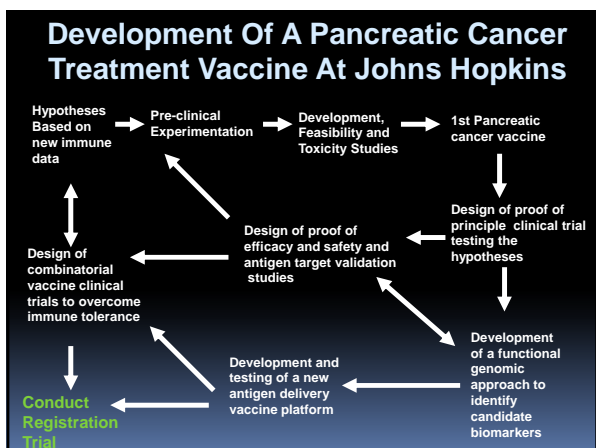 Development Of A Pancreatic Cancer
Treatment Vaccine At Johns Hopkins
Hypotheses
Based on
new immune
data
Pre-clinical
Experimentation
Development,
Feasibility and
Toxicity Studies
1st Pancreatic
cancer vaccine
Design of proof of
principle clinical trial
testing the
hypotheses
Design of proof of
efficacy and safety and
antigen target validation
studies
Design of
combinatorial
vaccine clinical
trials to overcome
immune tolerance
Development
of a functional
genomic
approach to
identify
candidate
biomarkers
Development and
testing of a new
antigen delivery
vaccine platform
Conduct
Registration
Trial